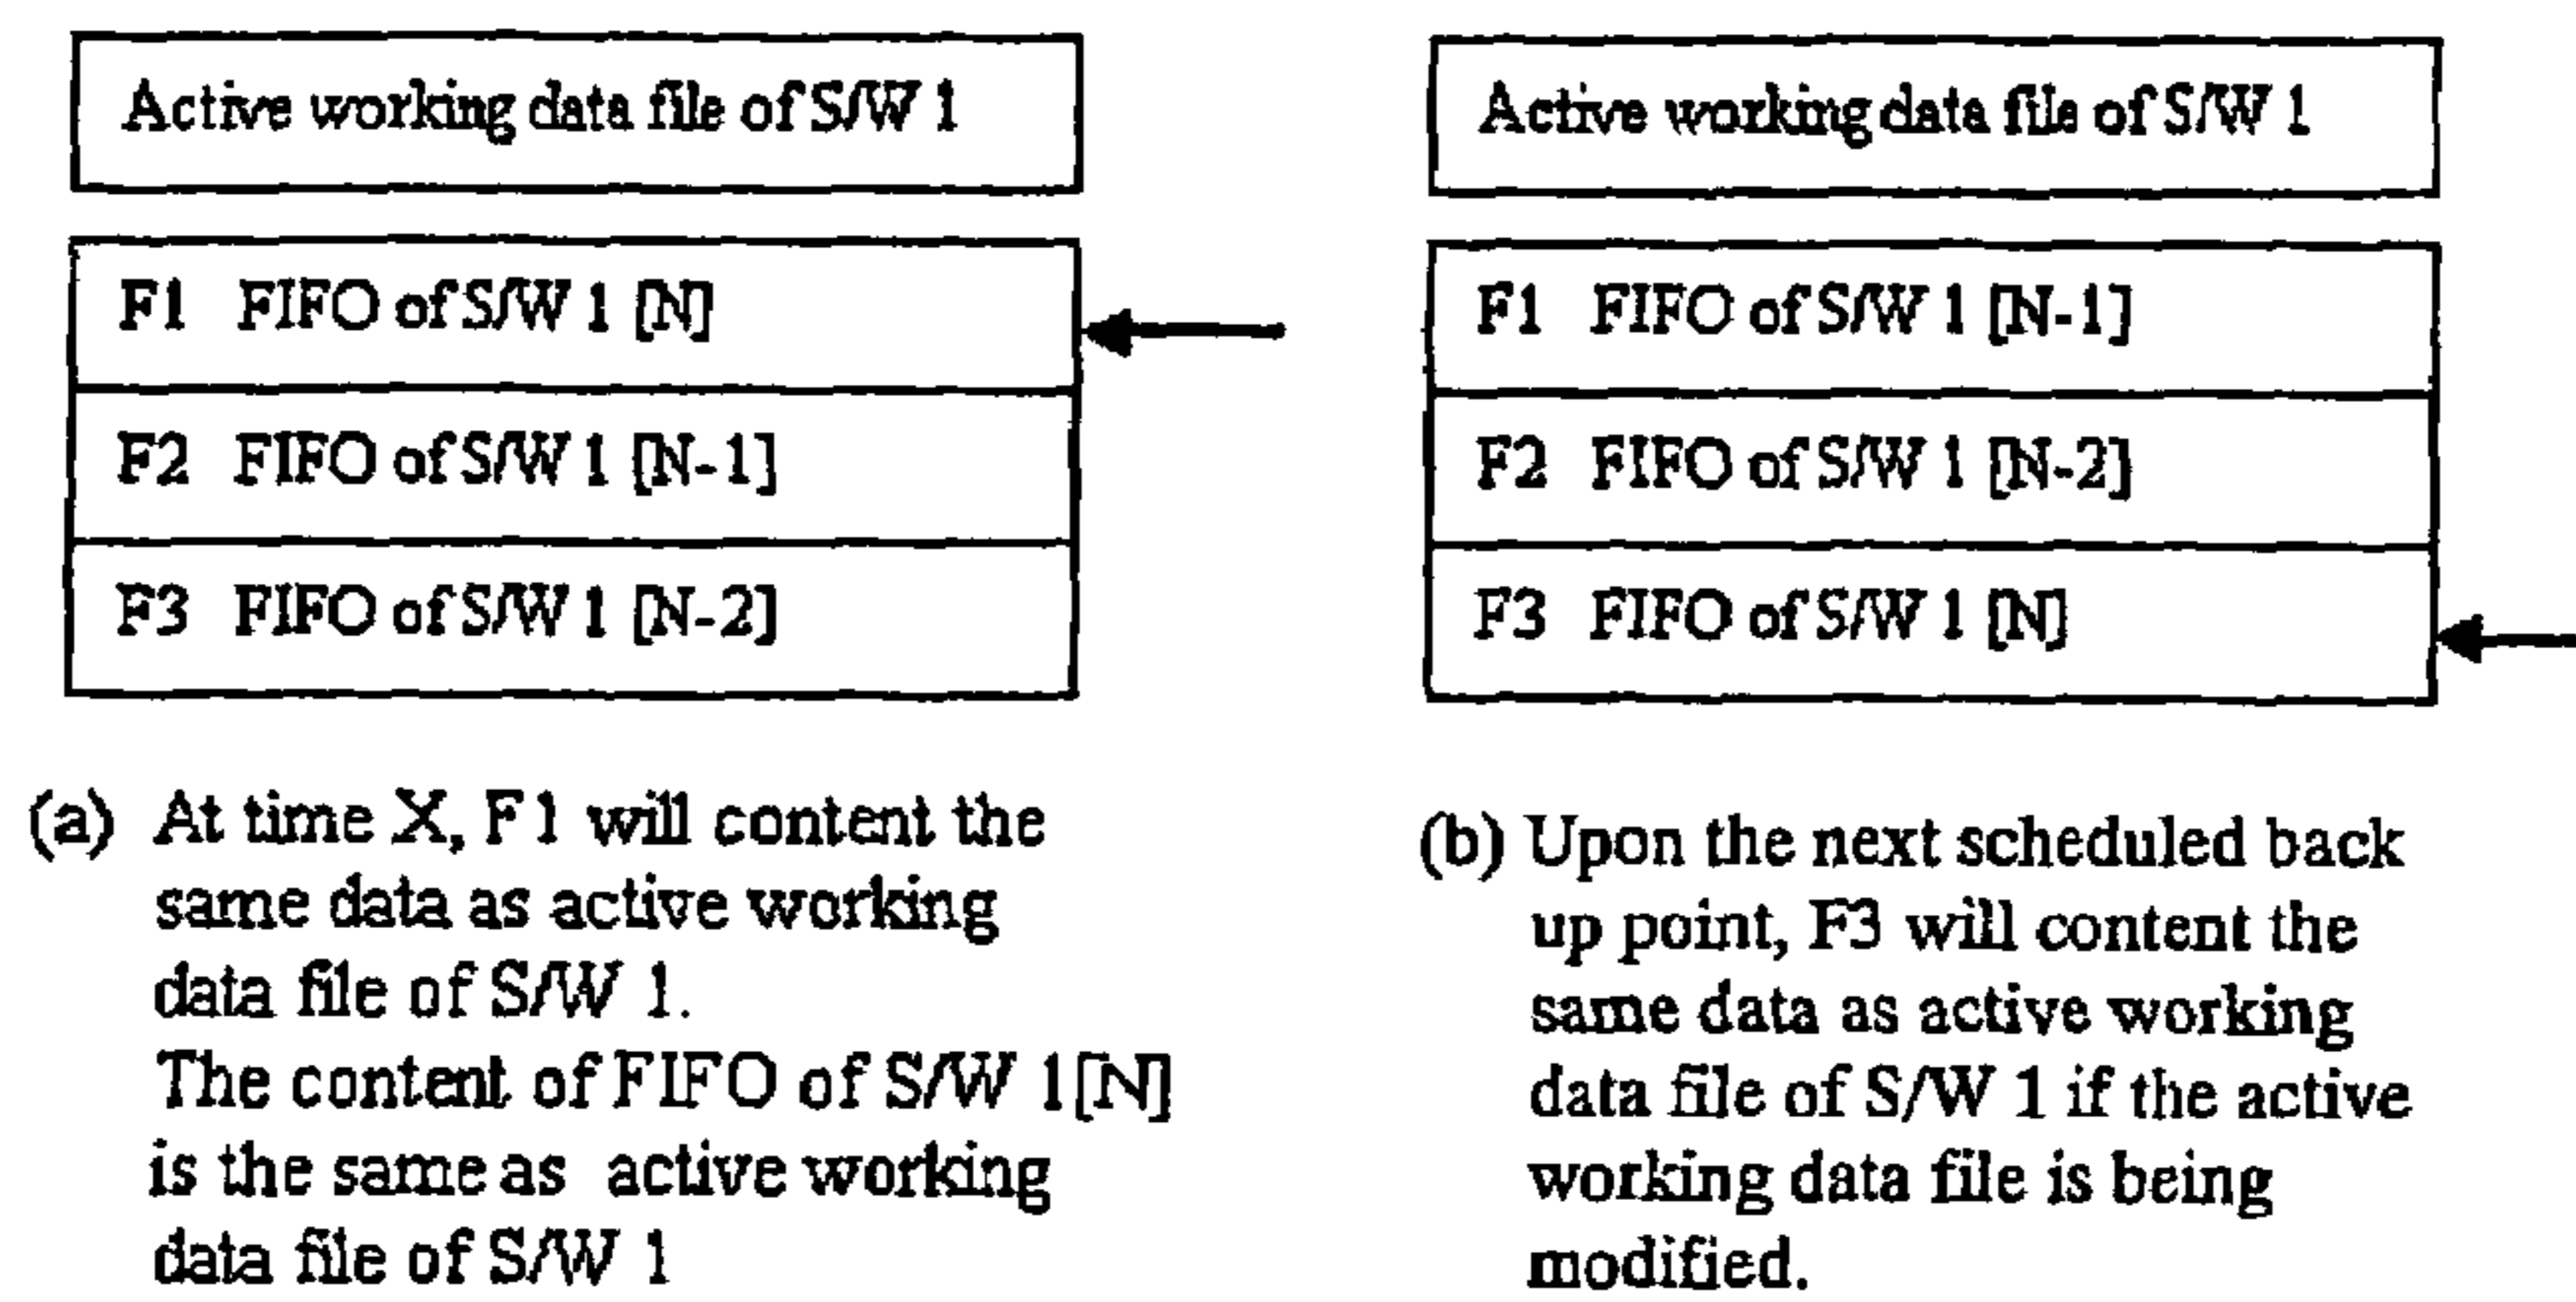 Active working data file of S/W 1
F1 FIFO of S/W 1 [N]
F2 FIFO of S/W 1 [N-1]
F3 FIFO of S/W 1 [N-2]
(a) At time X, F1 will content the
same data as active working
data file of S/W 1.
The content of FIFO of S/W 1[N]
is the same as active working
data file of S/W 1
Active working data file of S/W 1
F1 FIFO of S/W 1 [N-1]
F2 FIFO of S/W 1 [N-2]
F3 FIFO of S/W 1 [N]
(b) Upon the next scheduled back
up point, F3 will content the
same data as active working
data file of S/W 1 if the active
working data file is being
modified.